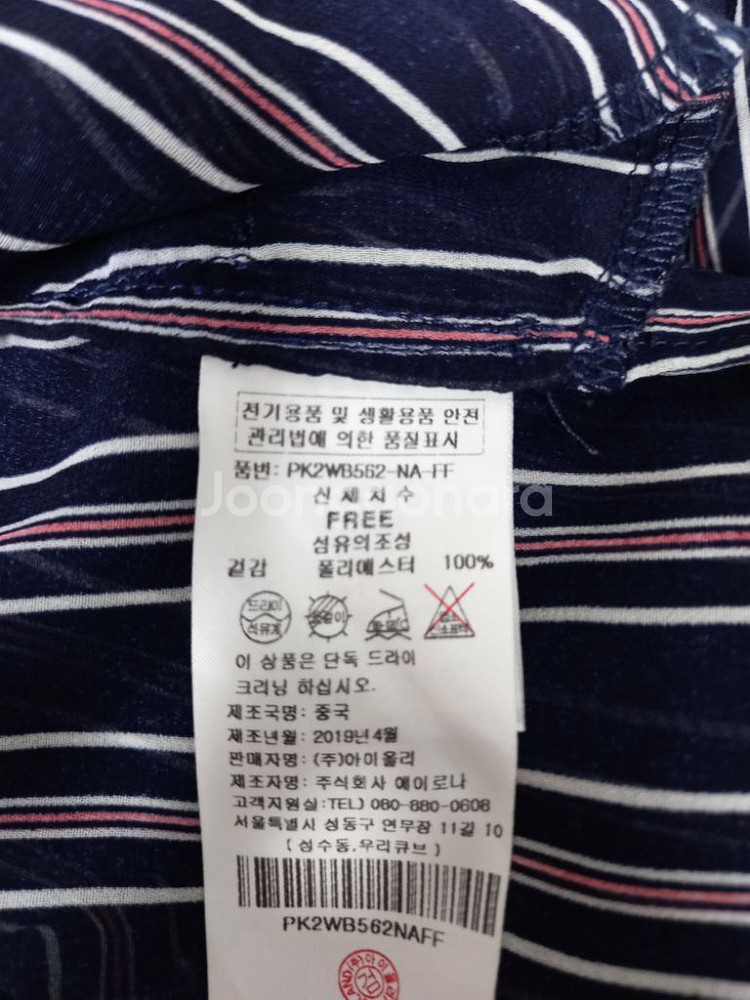 전기용품 및 생활용품 안전
관리법에 의한 품질표시
품번: PK2WB562-NA-FF
신체치수
FREE
섬유의조성
겉감 폴리에스터 100%
드라이
석유계
이 상품은 단독 드라이
크리닝 하십시오.
제조국명: 중국
제조년월: 2019년 4월
판매자명: (주)아이올리
제조자명: 주식회사 에이로나
고객지원실:TEL) 080-880-0608
서울특별시 성동구 연무장 11길 10
(성수동,우리큐브)
PK2WB562NAFF